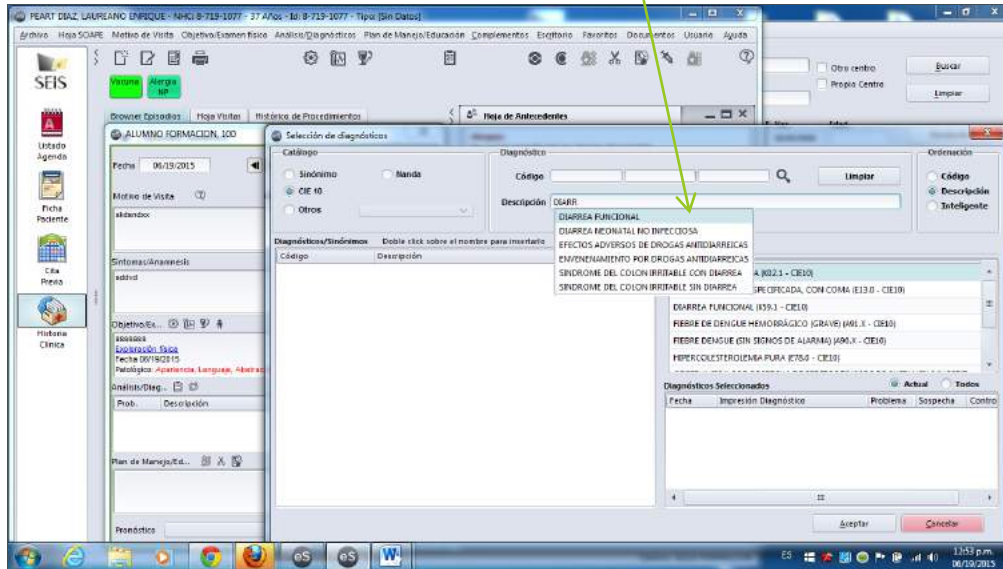 PEART DIAZ, LAUREANO ENRIQUE - NHC: 8-719-1077 - 37 Años - Id: 8-719-1077 - Tipo: [Sin Datos]
Archivo Hoja SOAPE Motivo de Visita Objetivo/Examen físico Análisis/Diagnósticos Plan de Manejo/Educación Complementos Escritorio Favoritos Documentos Usuario Ayuda
SEIS
Vacuna
Alergia
NP
Otro centro
Propio Centro
Buscar
Limpiar
Edad
Browser Episodios Hoja Visitas Histórico de Procedimientos
Hoja de Antecedentes
Listado
Agenda
Ficha
Paciente
Cita
Previa
Historia
Clínica
ALUMNO FORMACION, 100
Fecha 06/19/2015
Motivo de Visita
Síntomas/Anamnesis
Objetivo/Ex...
Exploración física
Fecha 06/19/2015
Patológico: Apariencia, Lenguaje,
Análisis/Diag...
Prob. Descripción
Plan de Manejo/Ed...
Pronóstico
Selección de diagnósticos
Catálogo
Sinónimo Nanda
CIE 10
Otros
Diagnóstico
Código
Limpiar
Descripción DIARR
Ordenación
Código
Descripción
Inteligente
DIARREA FUNCIONAL
DIARREA NEONATAL NO INFECCIOSA
EFECTOS ADVERSOS DE DROGAS ANTIDIARREICAS
ENVENENAMIENTO POR DROGAS ANTIDIARREICAS
SINDROME DEL COLON IRRITABLE CON DIARREA
SINDROME DEL COLON IRRITABLE SIN DIARREA
Diagnósticos/Sinónimos Doble click sobre el nombre para insertarlo
Código Descripción
A (K02.1 - CIE10)
SPECIFICADA, CON COMA (E13.0 - CIE10)
DIARREA FUNCIONAL (K59.1 - CIE10)
FIEBRE DE DENGUE HEMORRÁGICO (GRAVE) (A91.X - CIE10)
FIEBRE DENGUE (SIN SIGNOS DE ALARMA) (A90.X - CIE10)
HIPERCOLESTEROLEMIA PURA (E78.0 - CIE10)
Diagnósticos Seleccionados Actual Todos
Fecha Impresión Diagnóstico Problema Sospecha Contro
Aceptar Cancelar
eS eS W
ES
12:53 p.m.
06/19/2015